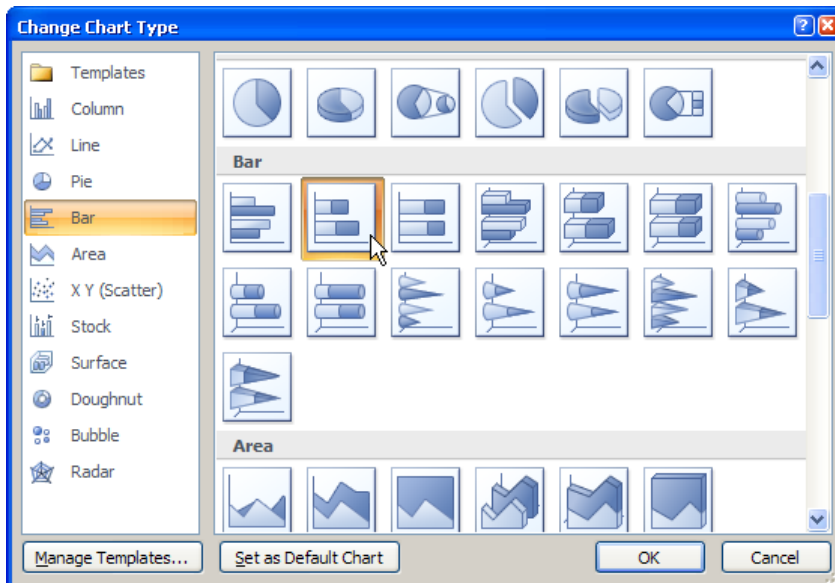 Change Chart Type
Templates
Column
Line
Pie
Bar
Area
X Y (Scatter)
Stock
Surface
Doughnut
Bubble
Radar
Bar
Area
Manage Templates...
Set as Default Chart
OK
Cancel